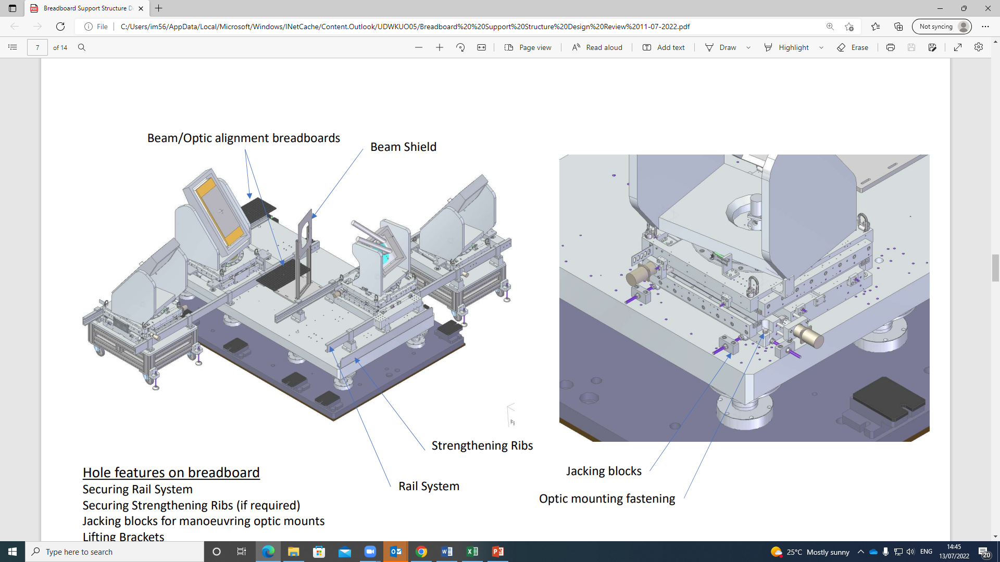 Breadboard Support Structure D
File
C:/Users/im56/AppData/Local/Microsoft/Windows/INetCache/Content.Outlook/UDWKUO05/Breadboard%20%20Support%20Structure%20Design%20Review%2011-07-2022.pdf
Not syncing
7 of 14
Page view
Read aloud
Add text
Draw
Highlight
Erase
Beam/Optic alignment breadboards
Beam Shield
Strengthening Ribs
Rail System
Jacking blocks
Optic mounting fastening
Hole features on breadboard
Securing Rail System
Securing Strengthening Ribs (if required)
Jacking blocks for manoeuvring optic mounts
Lifting Brackets
Type here to search
25°C Mostly sunny
ENG
14:45
13/07/2022
20